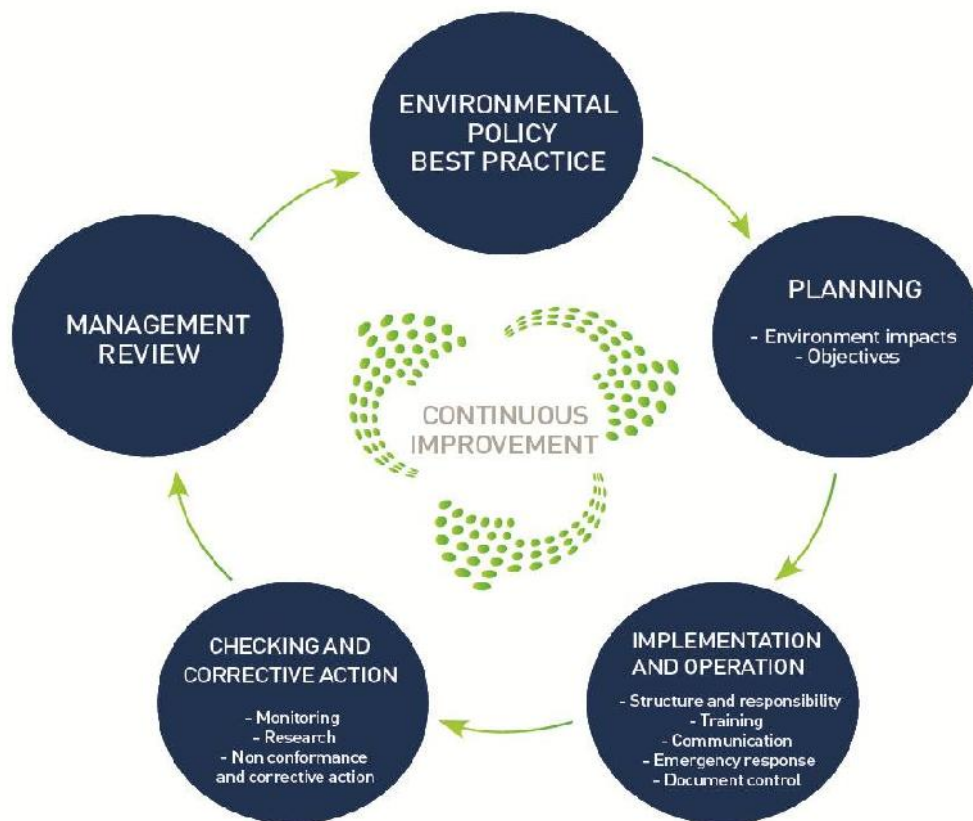 ENVIRONMENTAL
POLICY
BEST PRACTICE
PLANNING
- Environment impacts
- Objectives
IMPLEMENTATION
AND OPERATION
- Structure and responsibility
- Training
- Communication
- Emergency response
- Document control
CHECKING AND
CORRECTIVE ACTION
- Monitoring
- Research
- Non conformance
and corrective action
MANAGEMENT
REVIEW
CONTINUOUS
IMPROVEMENT